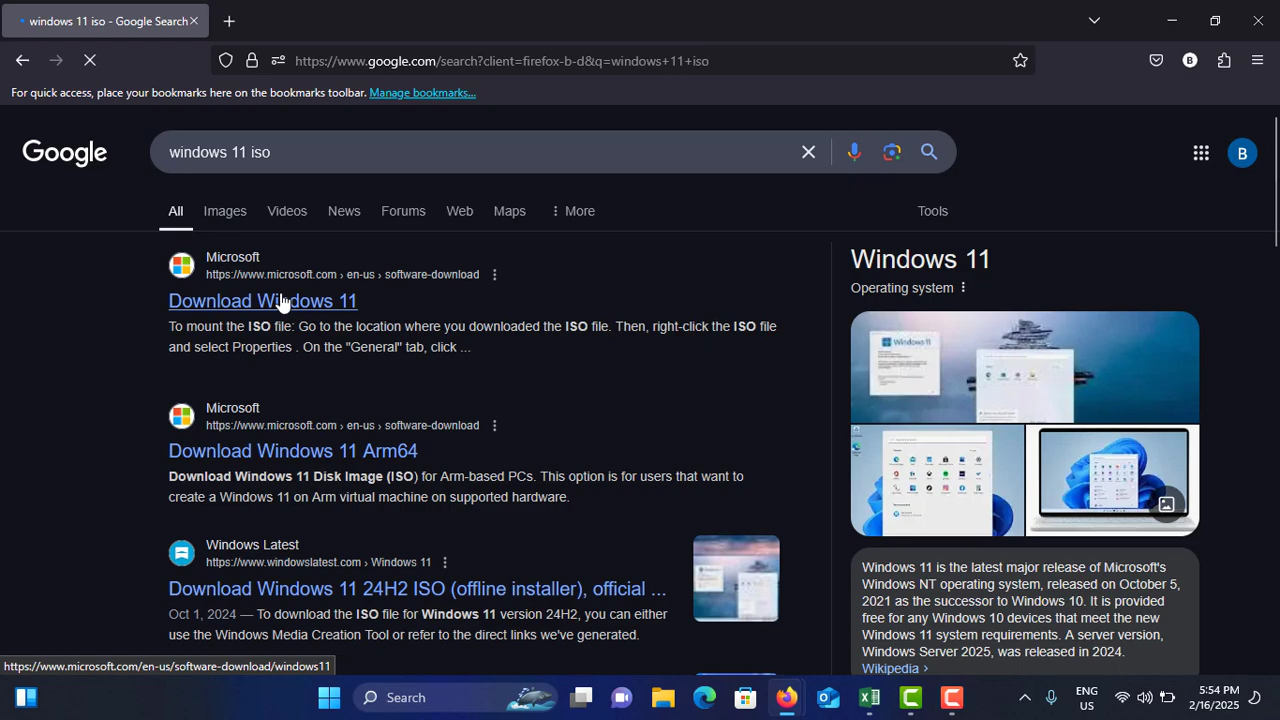 windows 11 iso - Google Search
https://www.google.com/search?client=firefox-b-d&q=windows+11+iso
For quick access, place your bookmarks here on the bookmarks toolbar. Manage bookmarks...
Google
windows 11 iso
B
All
Images
Videos
News
Forums
Web
Maps
More
Tools
Microsoft
https://www.microsoft.com › en-us › software-download
Download Windows 11
To mount the ISO file: Go to the location where you downloaded the ISO file. Then, right-click the ISO file
and select Properties . On the "General" tab, click ...
Microsoft
https://www.microsoft.com › en-us › software-download
Download Windows 11 Arm64
Download Windows 11 Disk Image (ISO) for Arm-based PCs. This option is for users that want to
create a Windows 11 on Arm virtual machine on supported hardware.
Windows Latest
https://www.windowslatest.com › Windows 11
Download Windows 11 24H2 ISO (offline installer), official ...
Oct 1, 2024 — To download the ISO file for Windows 11 version 24H2, you can either
use the Windows Media Creation Tool or refer to the direct links we've generated.
Windows 11
Operating system
Windows 11
Windows 11 is the latest major release of Microsoft's
Windows NT operating system, released on October 5,
2021 as the successor to Windows 10. It is provided
free for any Windows 10 devices that meet the new
Windows 11 system requirements. A server version,
Windows Server 2025, was released in 2024.
Wikipedia ›
https://www.microsoft.com/en-us/software-download/windows11
Search
ENG
US
5:54 PM
2/16/2025